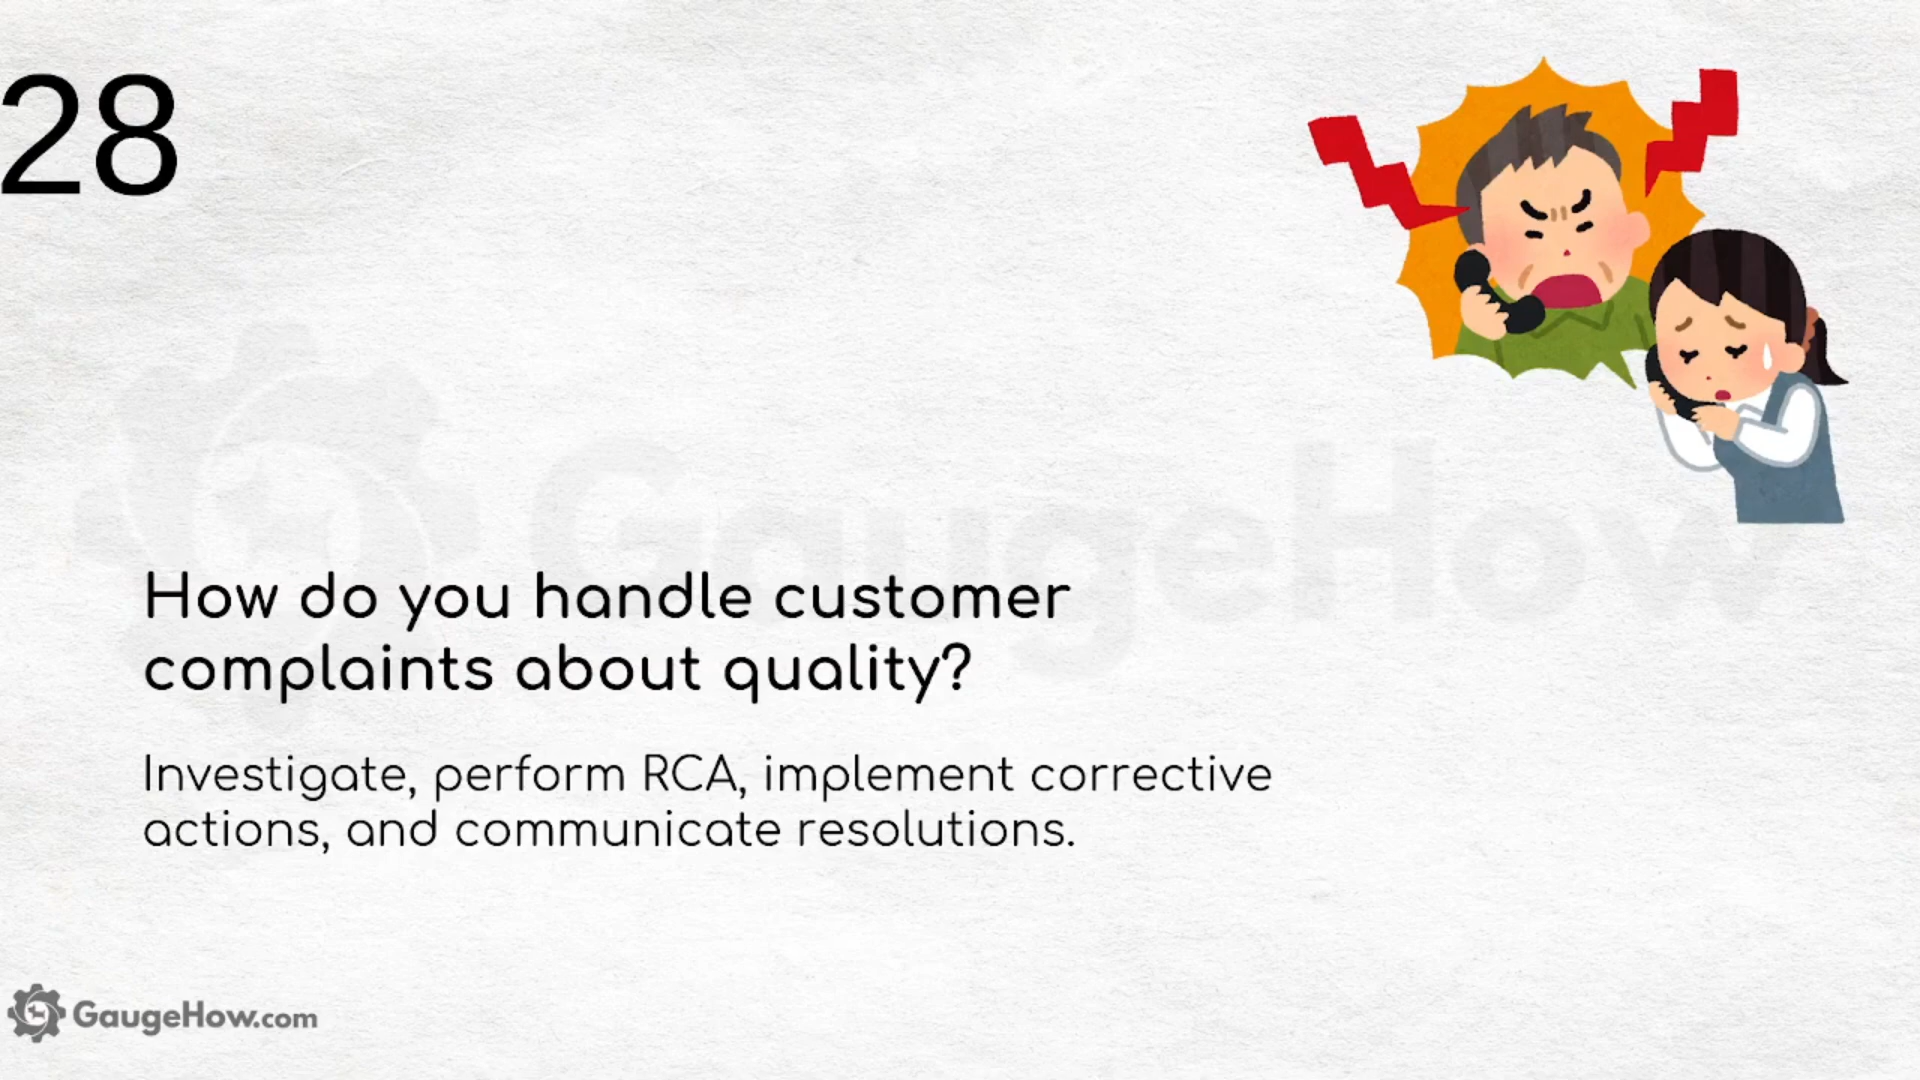 28
GaugeHow
How do you handle customer
complaints about quality?
Investigate, perform RCA, implement corrective
actions, and communicate resolutions.
GaugeHow.com